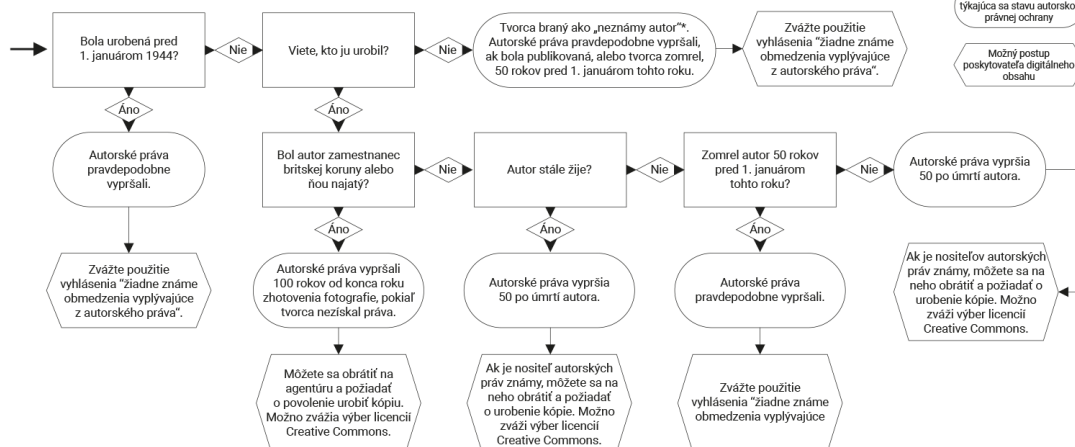 týkajúca sa stavu autorsko
právnej ochrany
Možný postup
poskytovateľa digitálneho
obsahu
Bola urobená pred
1. januárom 1944?
Nie
Viete, kto ju urobil?
Nie
Tvorca braný ako „neznámy autor“*.
Autorské práva pravdepodobne vypršali,
ak bola publikovaná, alebo tvorca zomrel,
50 rokov pred 1. januárom tohto roku.
Zvážte použitie
vyhlásenia “žiadne známe
obmedzenia vyplývajúce
z autorského práva“.
Áno
Áno
Autorské práva
pravdepodobne
vypršali.
Bol autor zamestnanec
britskej koruny alebo
ňou najatý?
Nie
Autor stále žije?
Nie
Zomrel autor 50 rokov
pred 1. januárom
tohto roku?
Nie
Autorské práva vypršia
50 po úmrtí autora.
Áno
Áno
Áno
Zvážte použitie
vyhlásenia “žiadne známe
obmedzenia vyplývajúce
z autorského práva“.
Autorské práva vypršali
100 rokov od konca roku
zhotovenia fotografie, pokiaľ
tvorca nezískal práva.
Autorské práva vypršia
50 po úmrtí autora.
Autorské práva
pravdepodobne vypršali.
Ak je nositeľov autorských
práv známy, môžete sa na
neho obrátiť a požiadať o
urobenie kópie. Možno
zváži výber licencií
Creative Commons.
Môžete sa obrátiť na
agentúru a požiadať
o povolenie urobiť kópiu.
Možno zvážia výber licencií
Creative Commons.
Ak je nositeľ autorských
práv známy, môžete sa na
neho obrátiť a požiadať
o urobenie kópie. Možno
zváži výber licencií
Creative Commons.
Zvážte použitie
vyhlásenia “žiadne známe
obmedzenia vyplývajúce